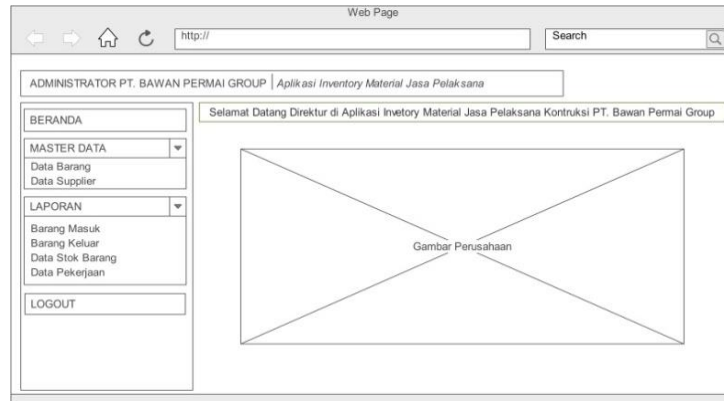 Web Page
http://
Search
ADMINISTRATOR PT. BAWAN PERMAI GROUP | Aplikasi Inventory Material Jasa Pelaksana
BERANDA
Selamat Datang Direktur di Aplikasi Invetory Material Jasa Pelaksana Kontruksi PT. Bawan Permai Group
MASTER DATA
Data Barang
Data Supplier
LAPORAN
Barang Masuk
Barang Keluar
Data Stok Barang
Data Pekerjaan
LOGOUT
Gambar Perusahaan